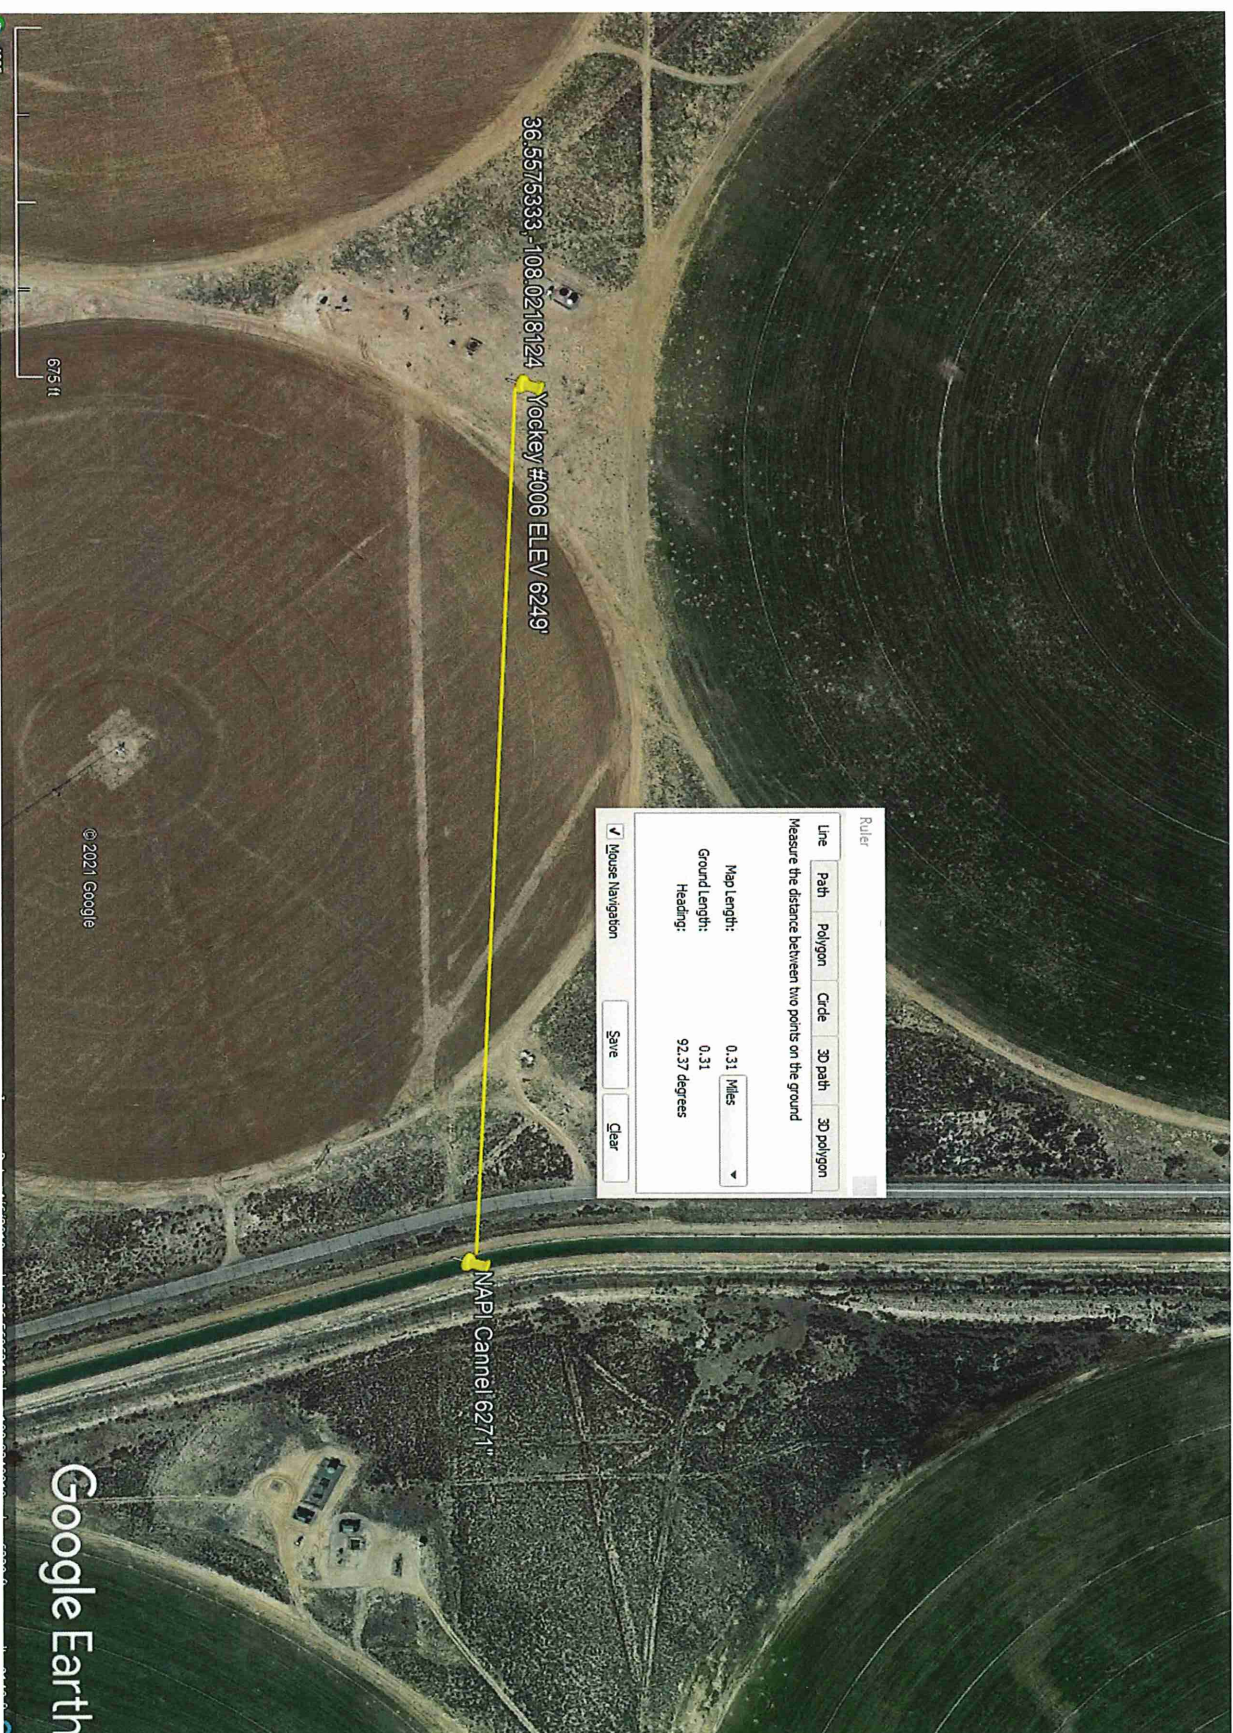 Ruler
Line Path Polygon Circle 3D path 3D polygon
Measure the distance between two points on the ground
Map Length: 0.31 Miles
Ground Length: 0.31
Heading: 92.37 degrees
✓ Mouse Navigation Save Clear
36.5575333,-108.0218124 Yockey #006 ELEV 6249'
NAPI Cannel 6271"
675 ft
© 2021 Google
Google Earth